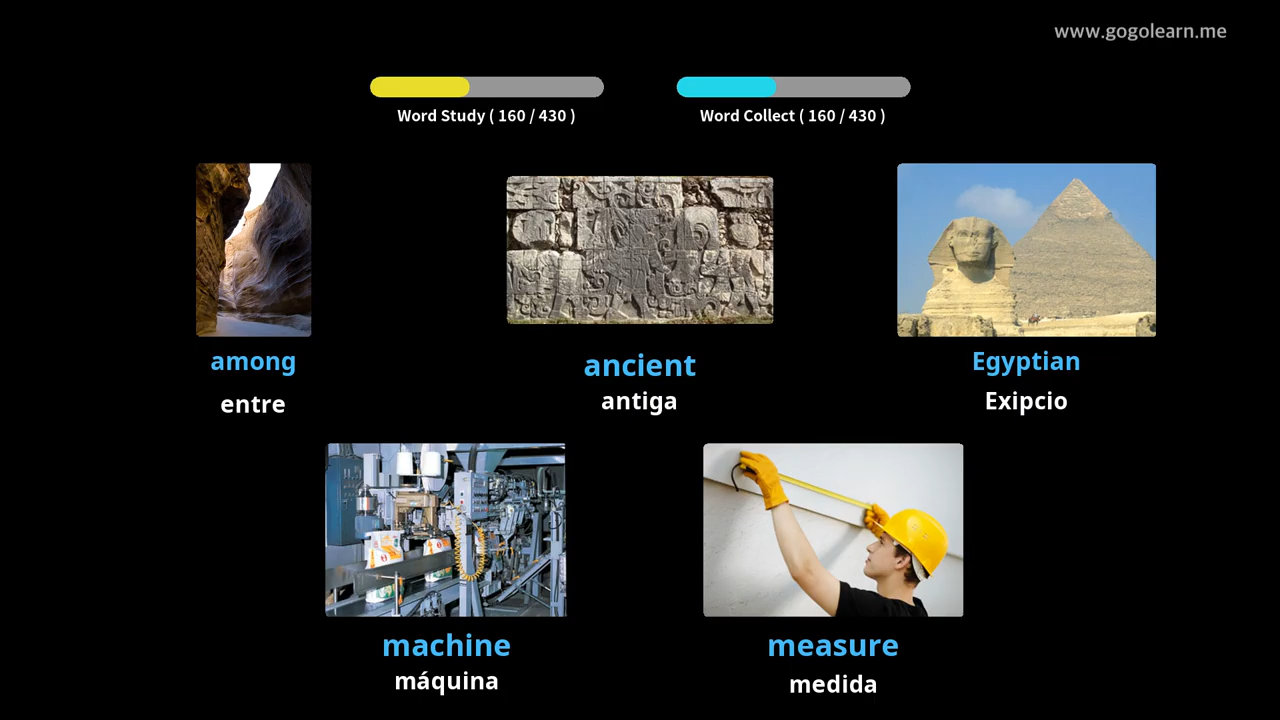 www.gogolearn.me
Word Study ( 160 / 430 )
Word Collect ( 160 / 430 )
among
entre
ancient
antiga
Egyptian
Exipcio
machine
máquina
measure
medida